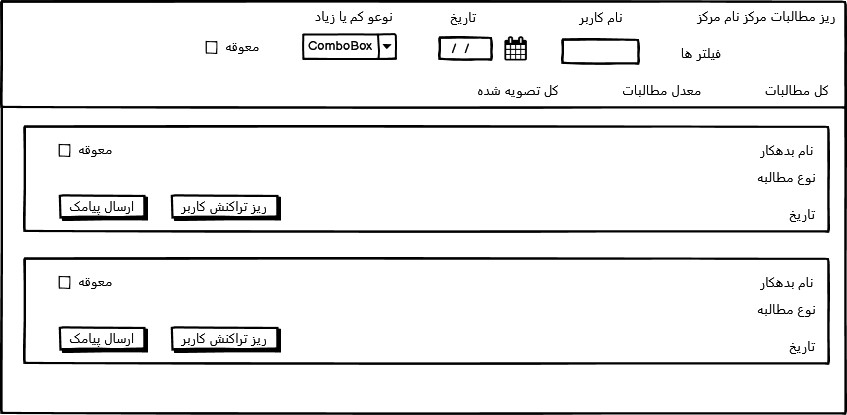 ریز مطالبات مرکز نام مرکز
نام کاربر
تاریخ
نوعو کم یا زیاد
فیلتر ها
/ /
ComboBox
معوقه
کل مطالبات
معدل مطالبات
کل تصویه شده
نام بدهکار
معوقه
نوع مطالبه
تاریخ
ریز تراکنش کاربر
ارسال پیامک
نام بدهکار
معوقه
نوع مطالبه
تاریخ
ریز تراکنش کاربر
ارسال پیامک